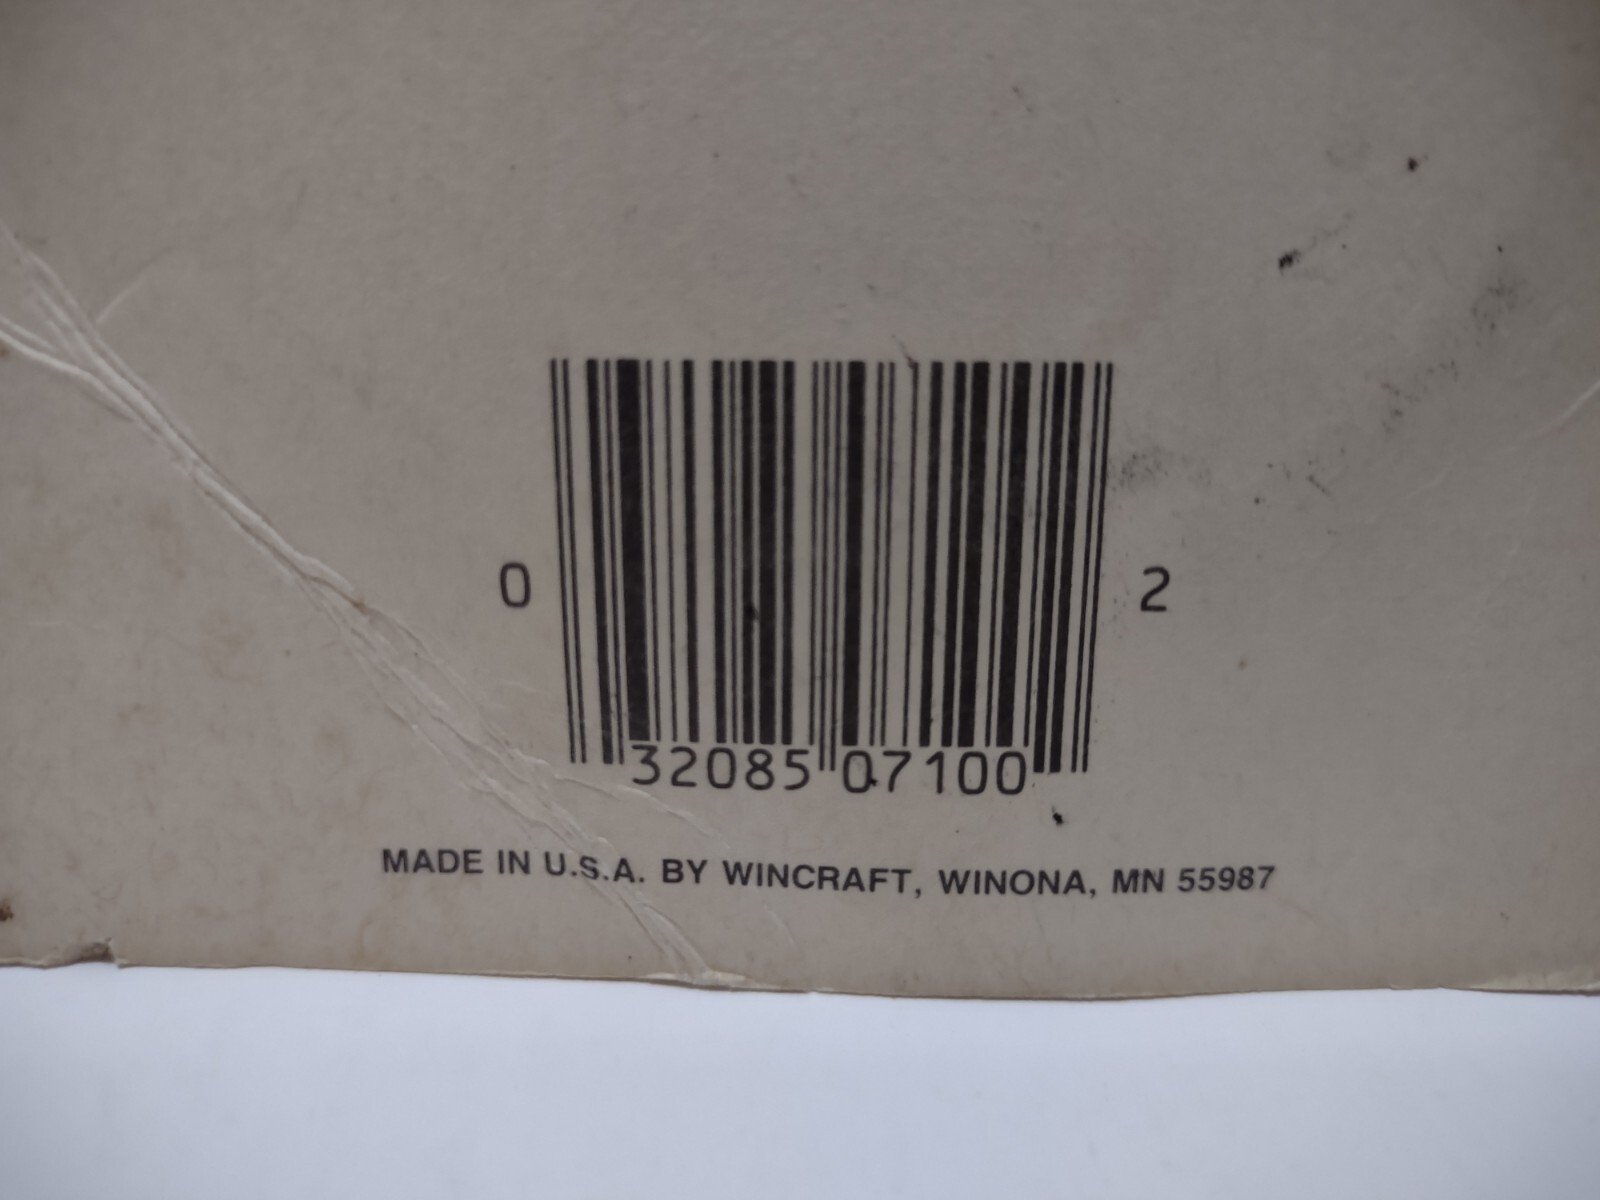 0 32085 07100 2
MADE IN U.S.A. BY WINCRAFT, WINONA, MN 55987